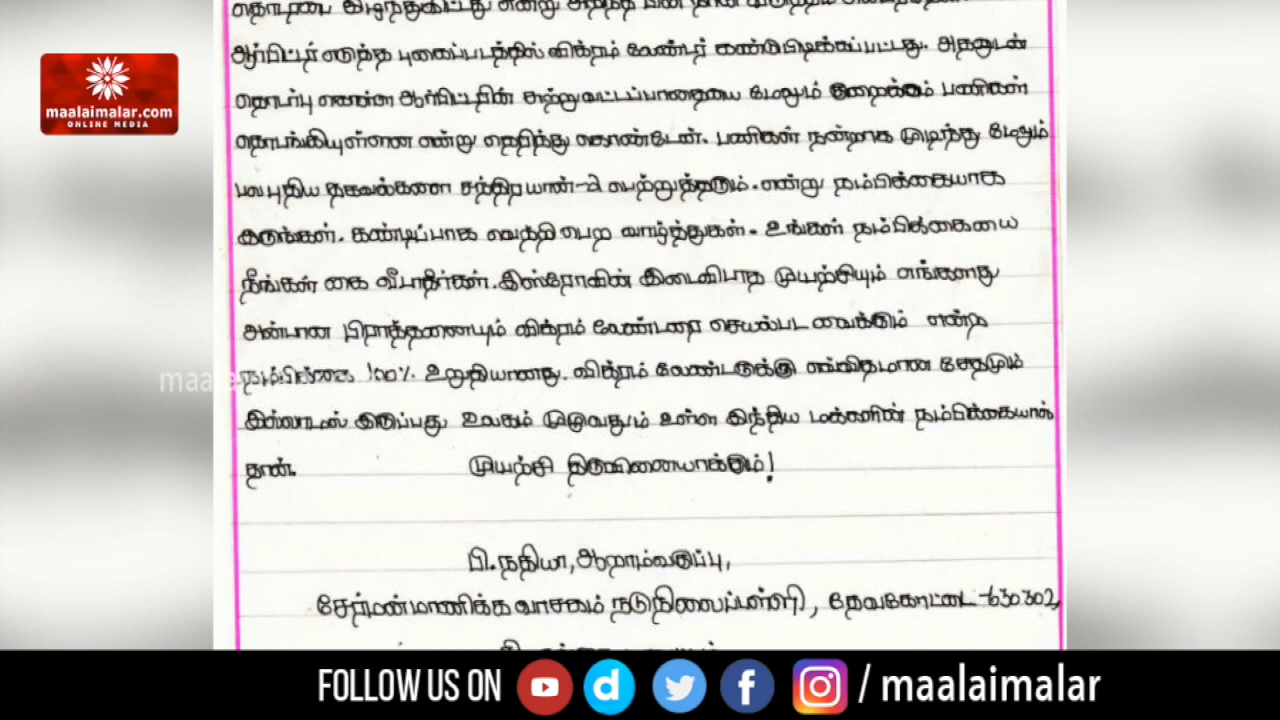 ஆர்பிட்டர் எடுத்த புகைப்படத்தில் விக்ரம் லேண்டர் கண்டுபிடிக்கப்பட்டது. அதனுடன்
தொடர்பு கொள்ள ஆர்பிட்டரின் சுற்றுவட்டப்பாதையை மேலும் குறைக்கும் பணிகள்
தொடங்கியுள்ளன என்று தெரிந்து கொண்டேன். பணிகள் நன்றாக முடிந்து மேலும்
பல புதிய தகவல்களை சந்திரயான்-2 பெற்றுத்தரும். என்று நம்பிக்கையாக
இருங்கள். கண்டிப்பாக வெற்றி பெற வாழ்த்துகள். உங்கள் நம்பிக்கையை
நீங்கள் கை வீடாதீர்கள். இஸ்ரோவின் இடைவிடாத முயற்சியும் எங்களது
அன்பான பிராத்தனையும் விக்ரம் லேண்டரை செயல்பட வைக்கும் என்ற
நம்பிக்கை 100% உறுதியானது. விக்ரம் லேண்டருக்கு எவ்விதமான சேதமும்
இல்லாமல் இருப்பது உலகம் முழுவதும் உள்ள இந்திய மக்களின் நம்பிக்கையால்
தான். முயற்சி திருவினையாக்கும்!
பி.நதியா, ஆறாம்வகுப்பு,
சேர்மன்மாணிக்க வாசகம் நடுநிலைப்பள்ளி, தேவகோட்டை-630302,
maalaimalar.com
ONLINE MEDIA
FOLLOW US ON / maalaimalar